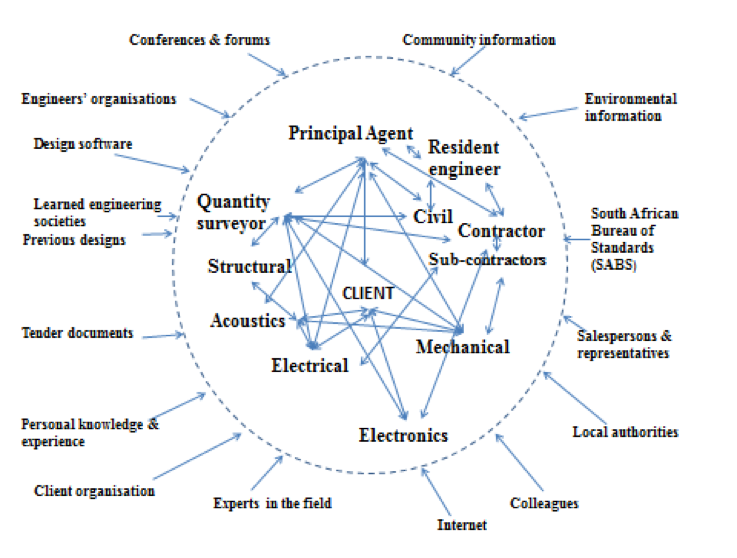 Conferences & forums
Community information
Engineers' organisations
Environmental
information
Principal Agent
Design software
Resident
engineer
Learned engineering
societies
Quantity
surveyor
Civil
South African
Bureau of
Standards
(SABS)
Previous designs
Contractor
Sub-contractors
Structural
CLIENT
Acoustics
Tender documents
Mechanical
Salespersons &
representatives
Electrical
Personal knowledge &
experience
Electronics
Local authorities
Client organisation
Experts in the field
Colleagues
Internet